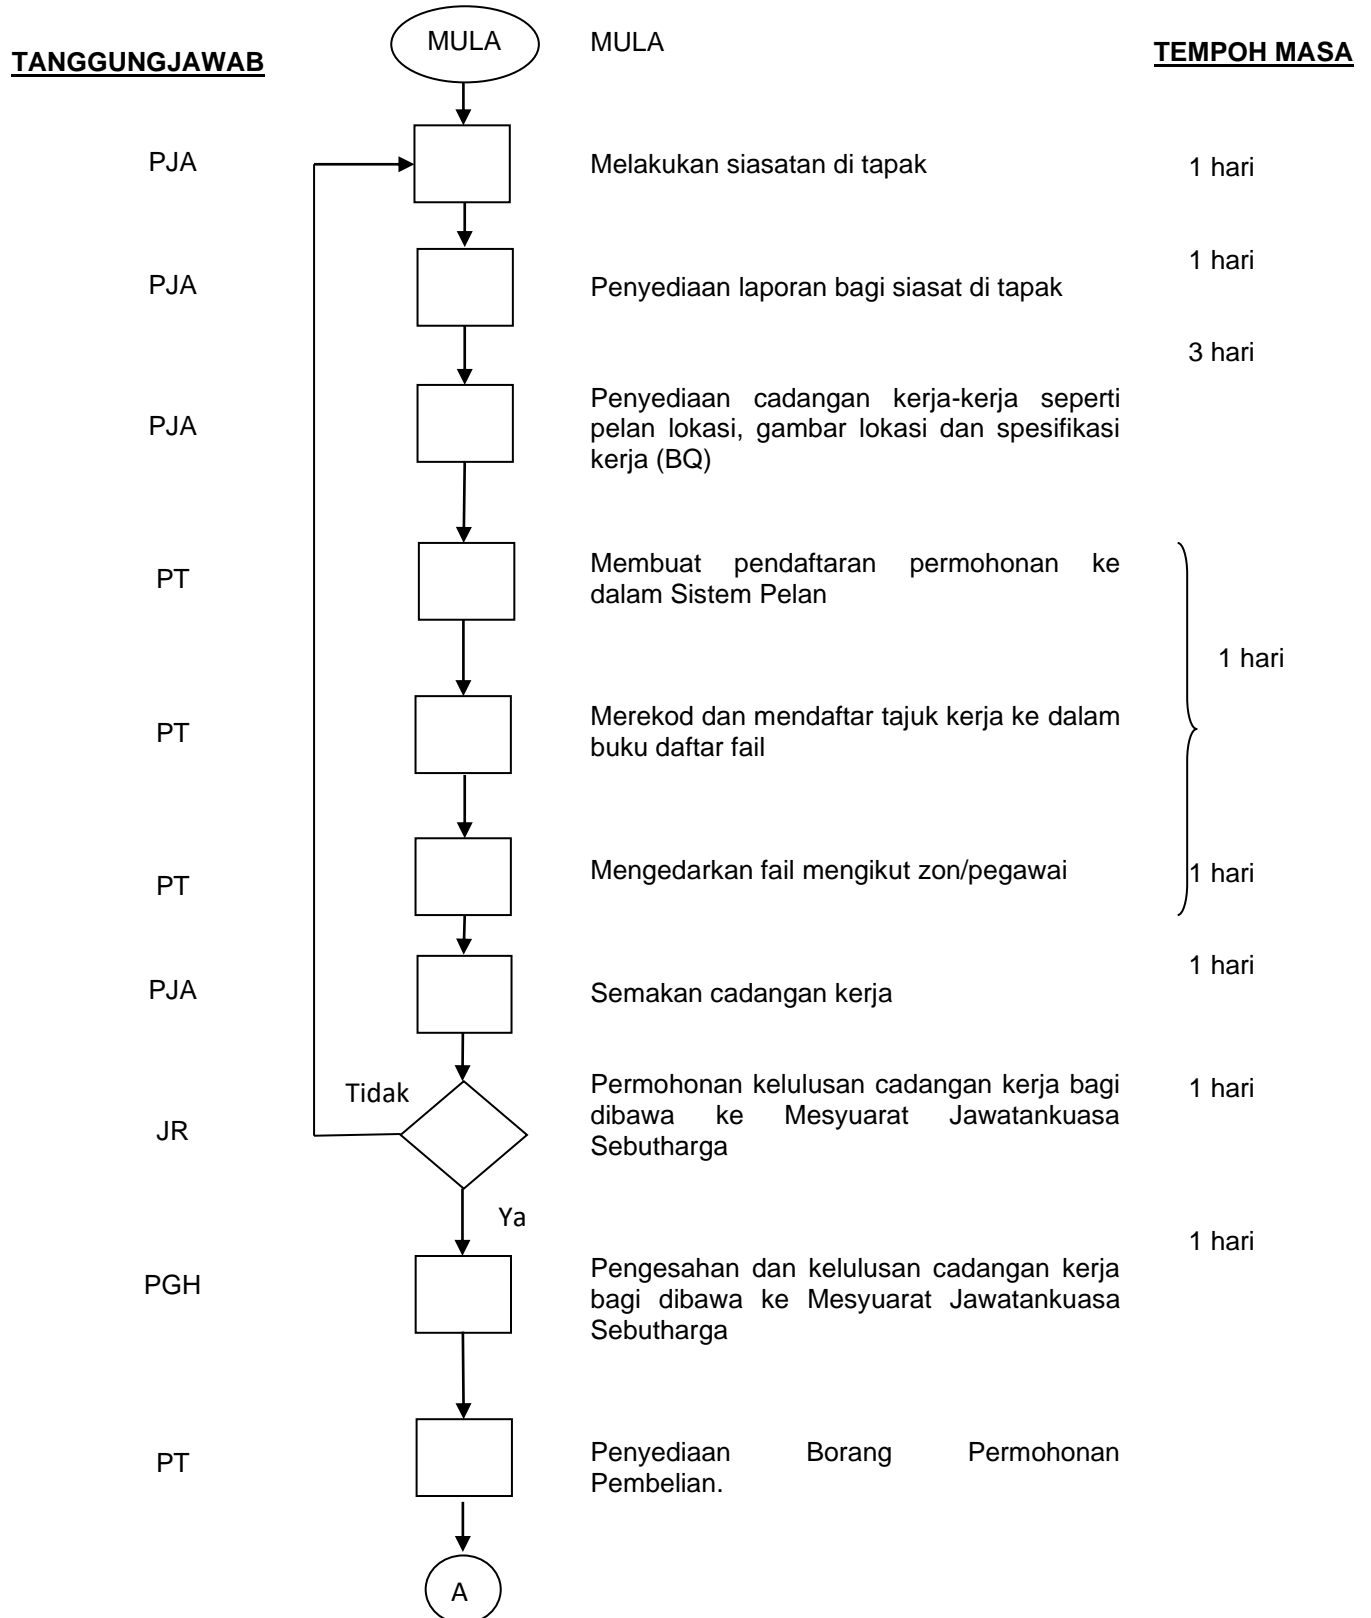 MULA
MULA
TANGGUNGJAWAB
TEMPOH MASA
PJA
Melakukan siasatan di tapak
1 hari
1 hari
PJA
Penyediaan laporan bagi siasat di tapak
3 hari
PJA
Penyediaan cadangan kerja-kerja seperti
pelan lokasi, gambar lokasi dan spesifikasi
kerja (BQ)
PT
Membuat pendaftaran permohonan ke
dalam Sistem Pelan
1 hari
PT
Merekod dan mendaftar tajuk kerja ke dalam
buku daftar fail
PT
Mengedarkan fail mengikut zon/pegawai
1 hari
1 hari
PJA
Semakan cadangan kerja
Tidak
JR
Permohonan kelulusan cadangan kerja bagi
dibawa ke Mesyuarat Jawatankuasa
Sebutharga
1 hari
Ya
1 hari
PGH
Pengesahan dan kelulusan cadangan kerja
bagi dibawa ke Mesyuarat Jawatankuasa
Sebutharga
PT
Penyediaan Borang Permohonan
Pembelian.
A